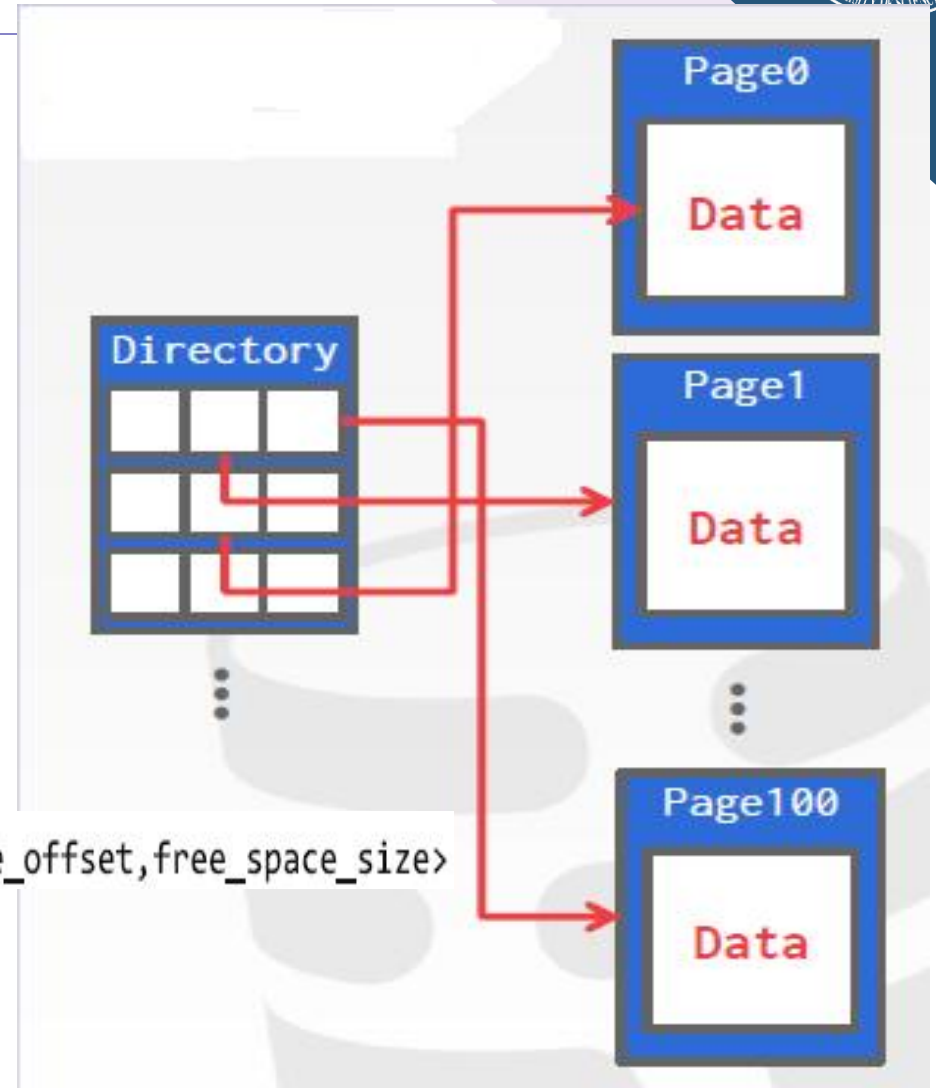 Page0
Data
Directory
Page1
Data
Page100
e_offset,free_space_size>
Data